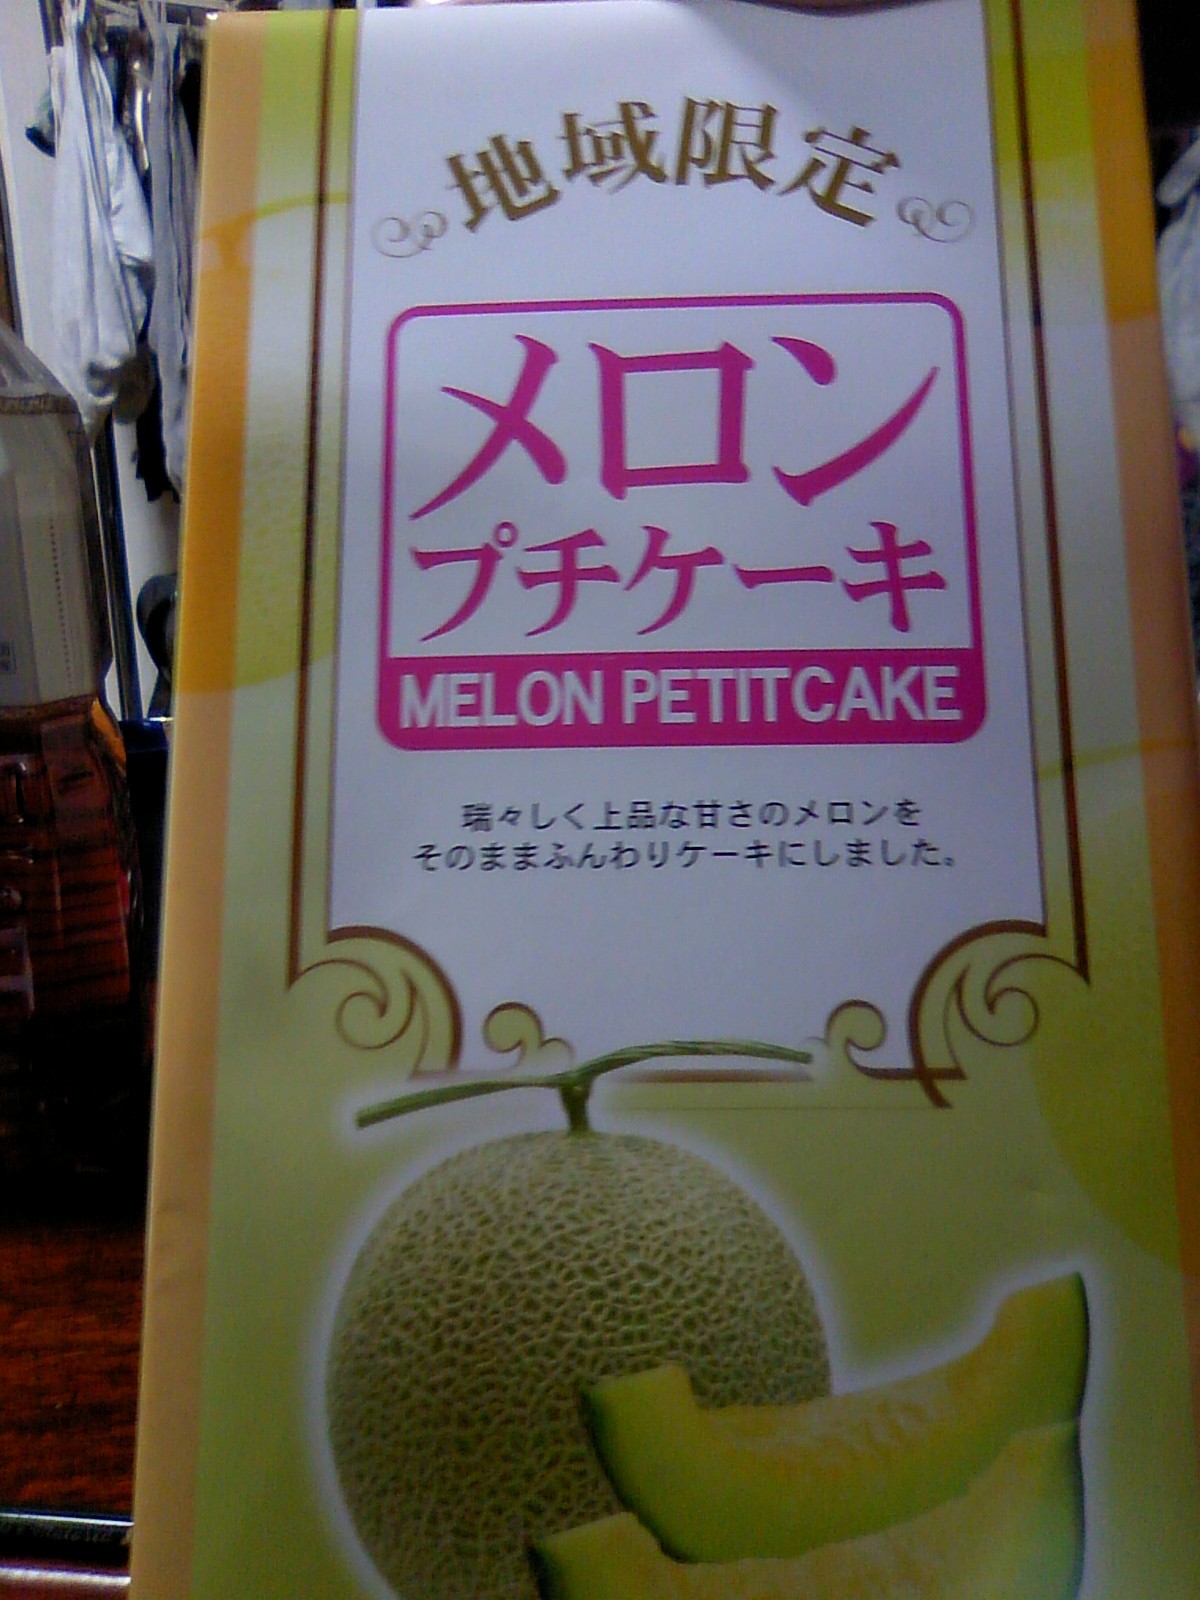 地域限定
メロン
プチケーキ
MELON PETITCAKE
瑞々しく上品な甘さのメロンを
そのままふんわりケーキにしました。